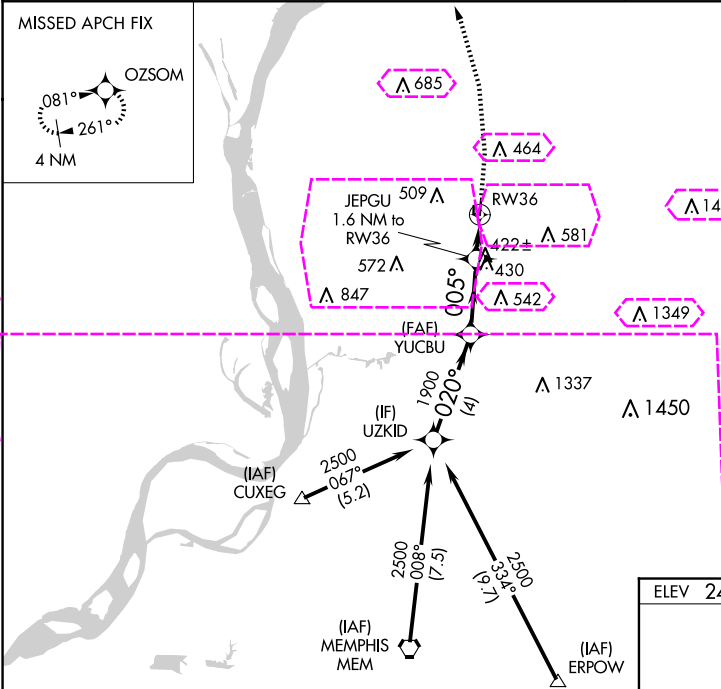 MISSED APCH FIX
OZSOM
081°
261°
4 NM
685
464
JEPGU
1.6 NM to
RW36
509
RW36
14
581
422±
430
572
847
542
005°
1349
(FAF)
YUCBU
1900
020°
(4)
1337
1450
(IF)
UZKID
(IAF)
CUXEG
2500
067°
(5.2)
2500
008°
(7.5)
2500
334°
(9.7)
(IAF)
MEMPHIS
MEM
(IAF)
ERPOW
ELEV 24